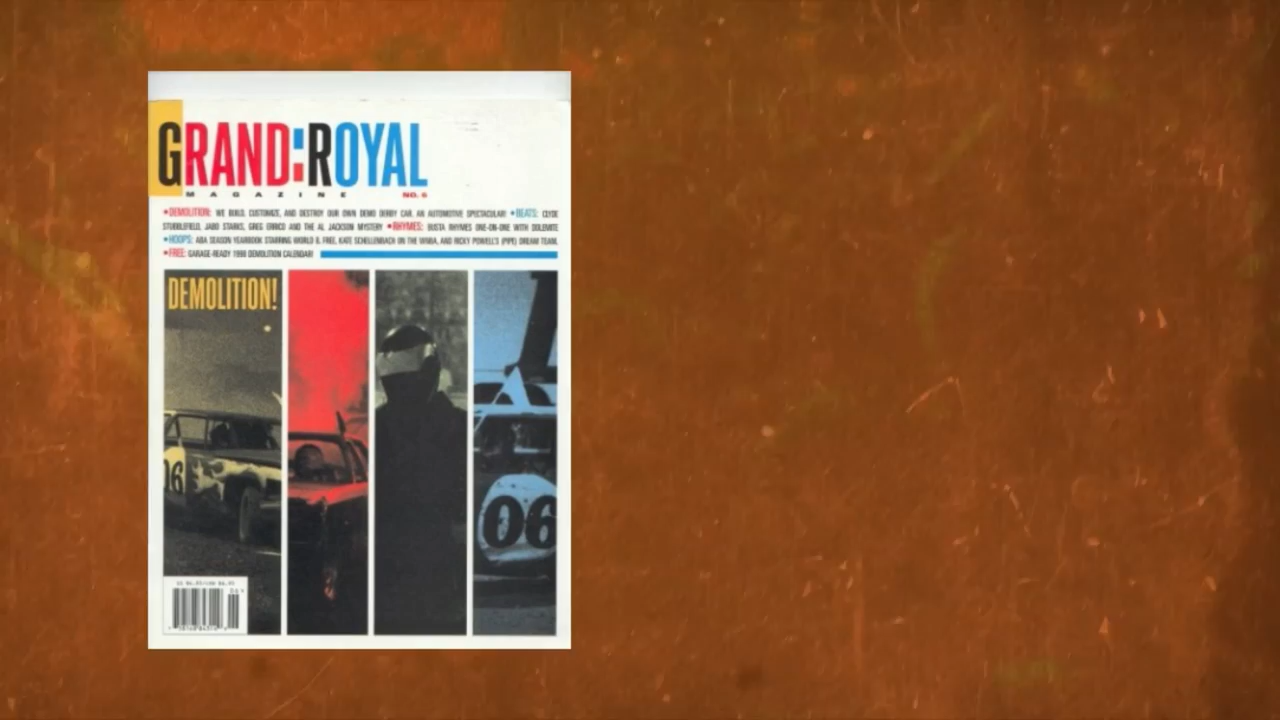 GRAND:ROYAL
MAGAZINE NO. 6
•DEMOLITION: WE BUILD, CUSTOMIZE, AND DESTROY OUR OWN DEMO DERBY CAR. AN AUTOMOTIVE SPECTACULAR! •BEATS: CLYDE
STUBBLEFIELD, JABO STARKS, GREG ERRICO AND THE AL JACKSON MYSTERY •RHYMES: BUSTA RHYMES ONE-ON-ONE WITH DOLEMITE
•HOOPS: ABA SEASON YEARBOOK STARRING WORLD B. FREE, KATE SCHELLENBACH ON THE WNBA, AND RICKY POWELL'S (PIPE) DREAM TEAM.
•FREE: GARAGE-READY 1998 DEMOLITION CALENDAR!
DEMOLITION!
06
06